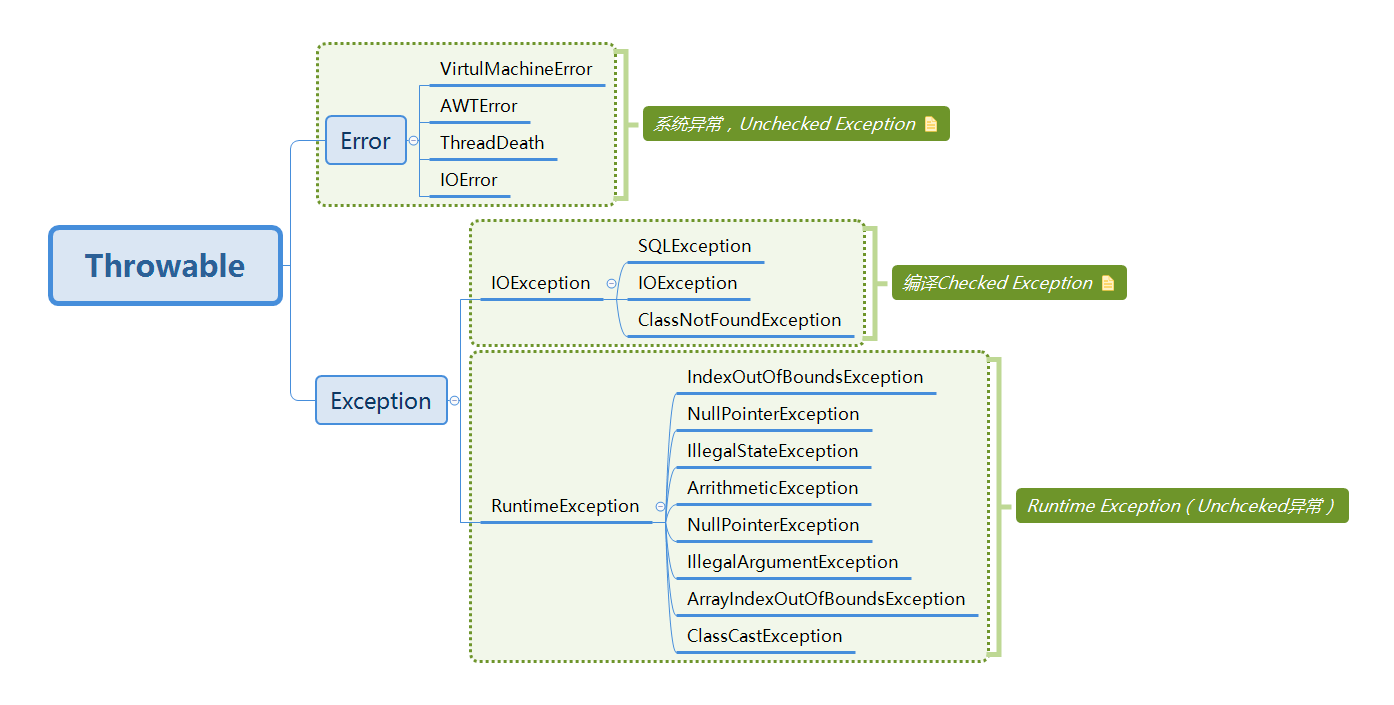 Throwable
Error
VirtulMachineError
AWTError
ThreadDeath
IOError
系统异常，Unchecked Exception
Exception
IOException
SQLException
IOException
ClassNotFoundException
编译Checked Exception
RuntimeException
IndexOutOfBoundsException
NullPointerException
IllegalStateException
ArrithmeticException
NullPointerException
IllegalArgumentException
ArrayIndexOutOfBoundsException
ClassCastException
Runtime Exception（Unchceked异常）